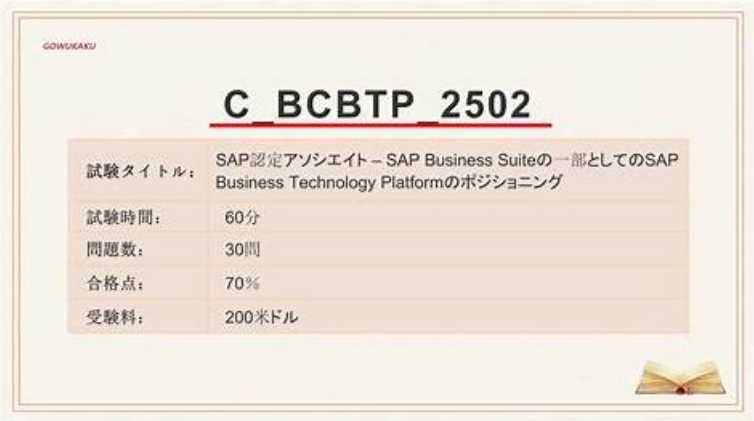 GOWUKAKU
C_BCBTP_2502
試験タイトル:
SAP認定アソシエイト – SAP Business Suiteの一部としてのSAP
Business Technology Platformのポジショニング
試験時間: 60分
問題数: 30問
合格点: 70%
受験料: 200米ドル